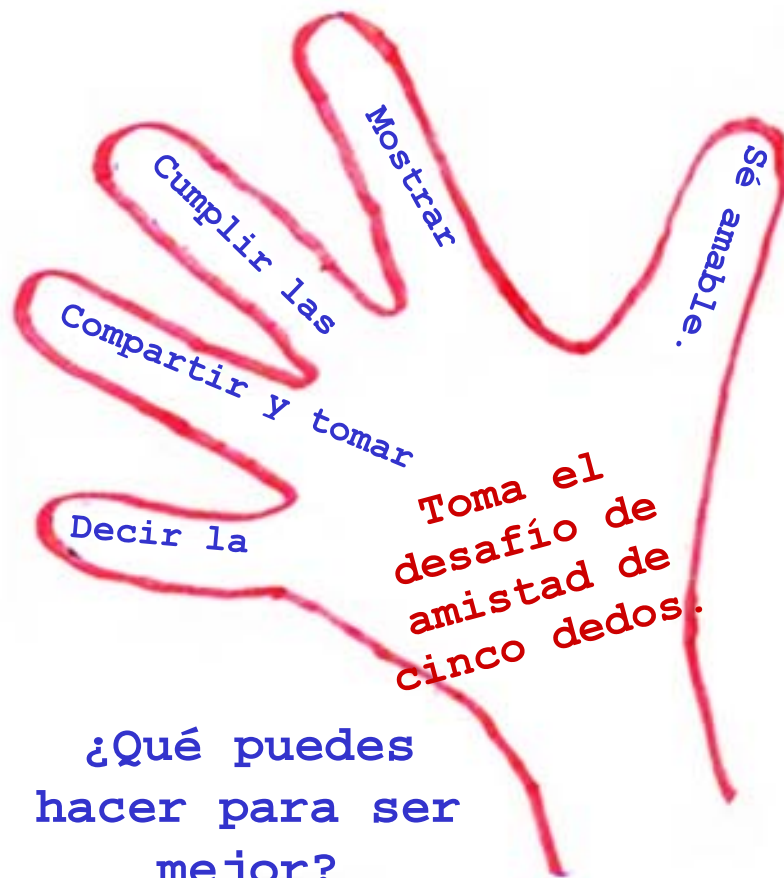 Mostrar
Sé amable.
Cumplir las
Compartir y tomar
Decir la
Toma el
desafío de
amistad de
cinco dedos.
¿Qué puedes
hacer para ser
mejor?